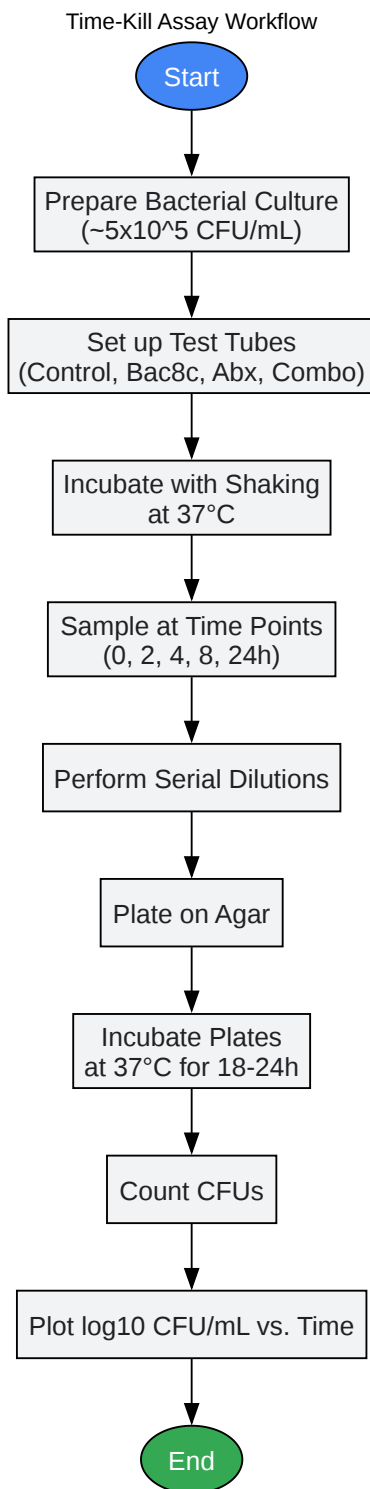 Time-Kill Assay Workflow
Start
Prepare Bacterial Culture
(~5x10^5 CFU/mL)
Set up Test Tubes
(Control, Bac8c, Abx, Combo)
Incubate with Shaking
at 37°C
Sample at Time Points
(0, 2, 4, 8, 24h)
Perform Serial Dilutions
Plate on Agar
Incubate Plates
at 37°C for 18-24h
Count CFUs
Plot log10 CFU/mL vs. Time
End